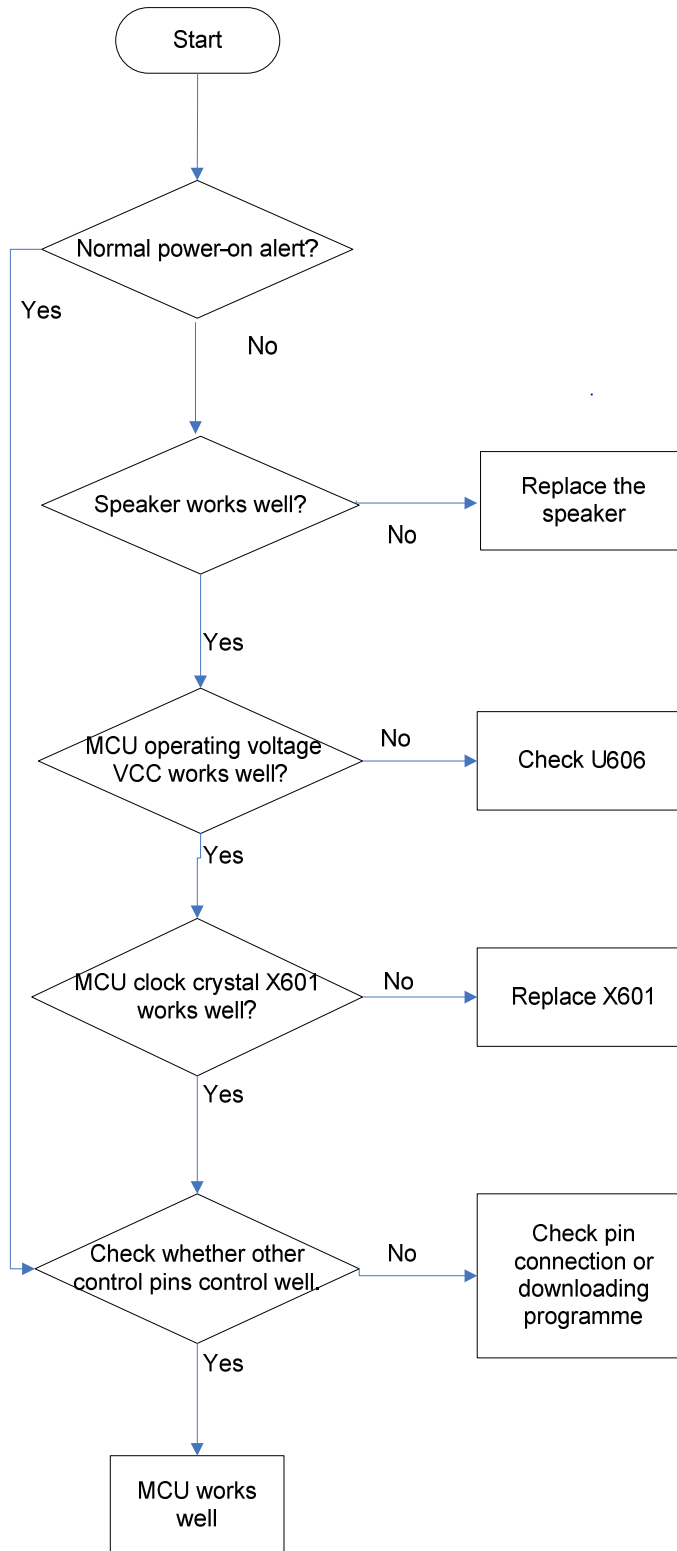 Start
Normal power-on alert?
Yes
No
Speaker works well?
No
Replace the
speaker
Yes
MCU operating voltage
VCC works well?
No
Check U606
Yes
MCU clock crystal X601
works well?
No
Replace X601
Yes
Check whether other
control pins control well.
No
Check pin
connection or
downloading
programme
Yes
MCU works
well